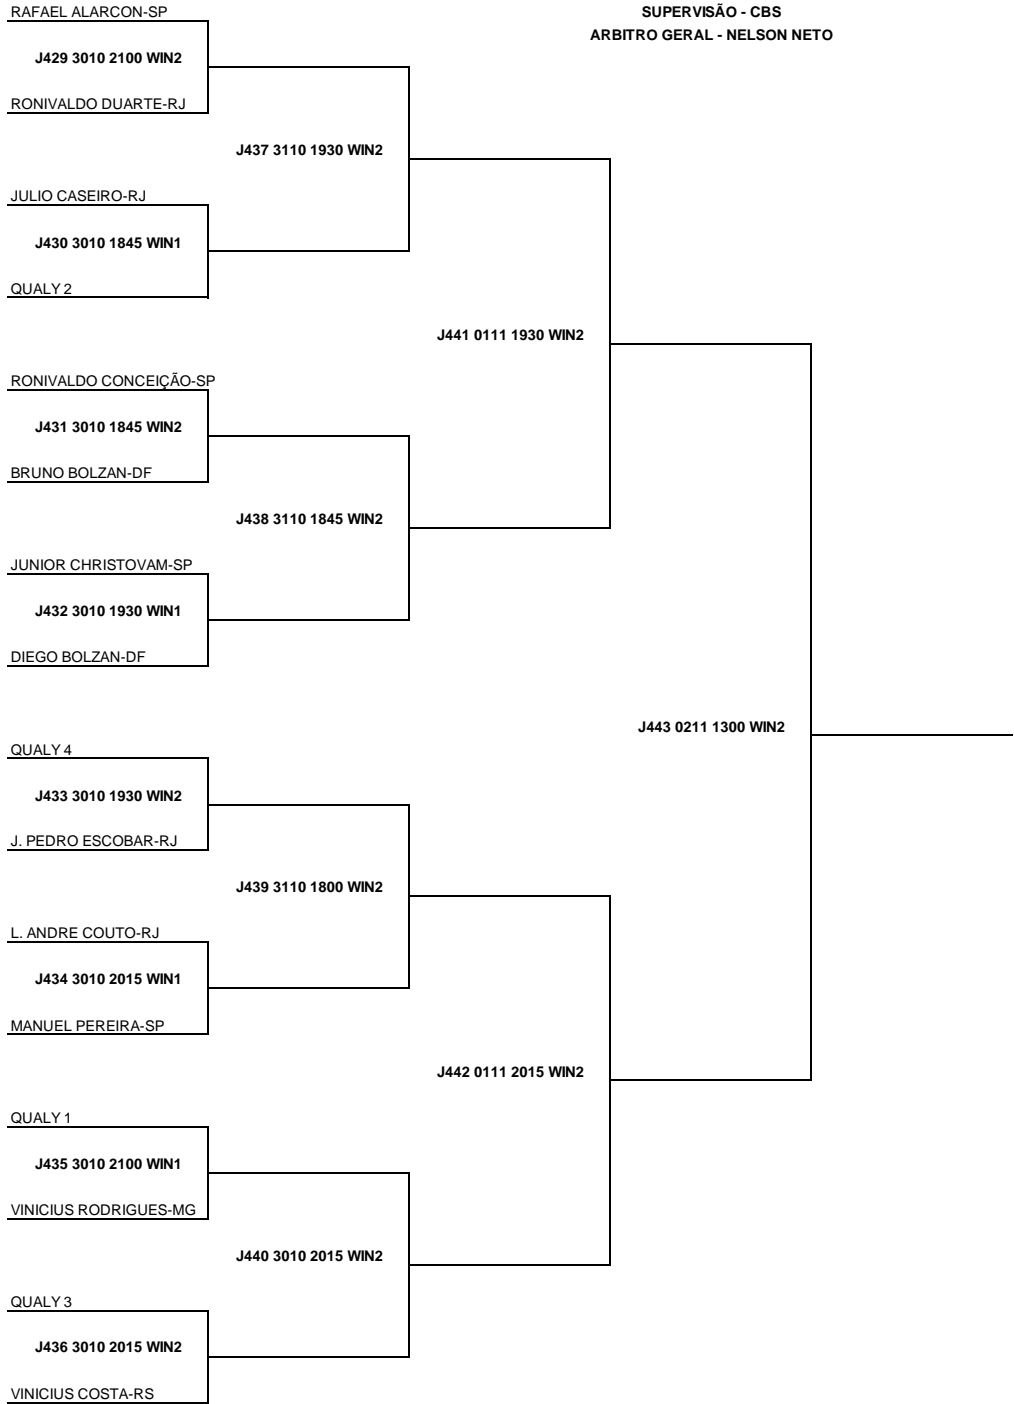 RAFAEL ALARCON-SP
SUPERVISÃO - CBS
ARBITRO GERAL - NELSON NETO
J429 3010 2100 WIN2
RONIVALDO DUARTE-RJ
J437 3110 1930 WIN2
JULIO CASEIRO-RJ
J430 3010 1845 WIN1
QUALY 2
J441 0111 1930 WIN2
RONIVALDO CONCEIÇÃO-SP
J431 3010 1845 WIN2
BRUNO BOLZAN-DF
J438 3110 1845 WIN2
JUNIOR CHRISTOVAM-SP
J432 3010 1930 WIN1
DIEGO BOLZAN-DF
J443 0211 1300 WIN2
QUALY 4
J433 3010 1930 WIN2
J. PEDRO ESCOBAR-RJ
J439 3110 1800 WIN2
L. ANDRE COUTO-RJ
J434 3010 2015 WIN1
MANUEL PEREIRA-SP
J442 0111 2015 WIN2
QUALY 1
J435 3010 2100 WIN1
VINICIUS RODRIGUES-MG
J440 3010 2015 WIN2
QUALY 3
J436 3010 2015 WIN2
VINICIUS COSTA-RS